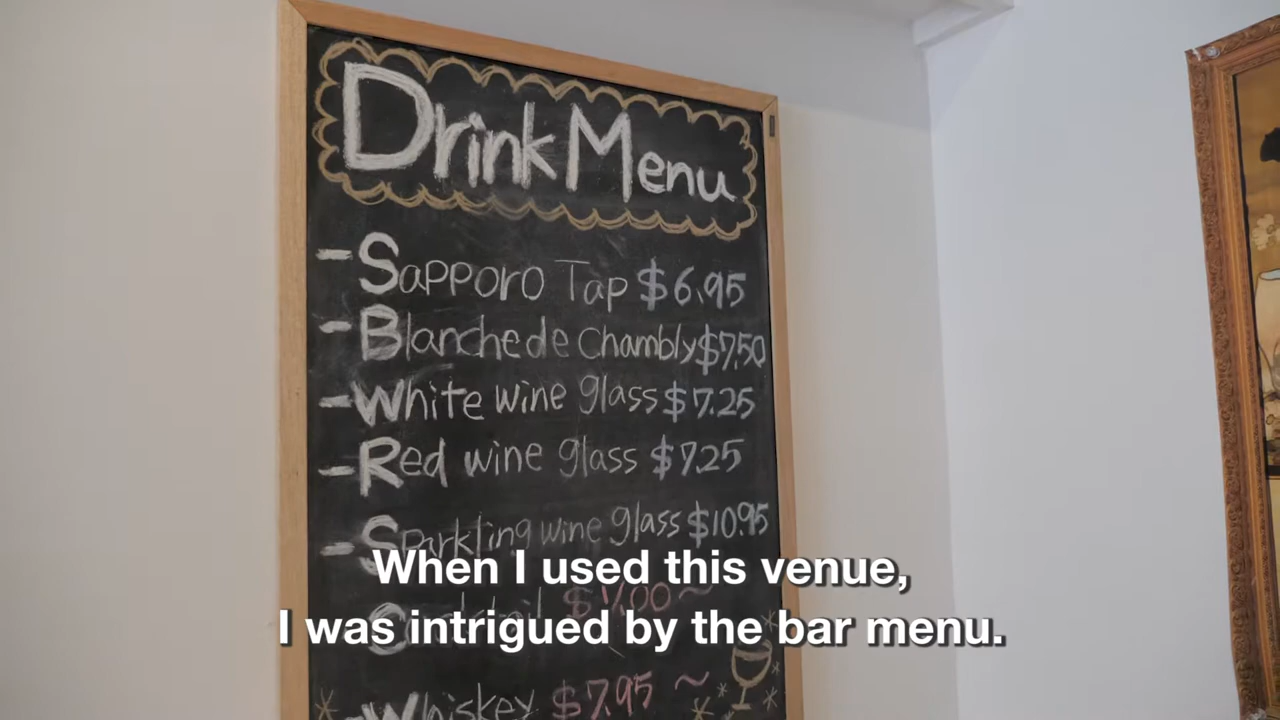 Drink Menu
- Sapporo Tap $6.95
- Blanche de Chambly $7.50
- White wine glass $7.25
- Red wine glass $7.25
- Sparkling wine glass $10.95
When I used this venue,
I was intrigued by the bar menu.
Whiskey $7.95 ~